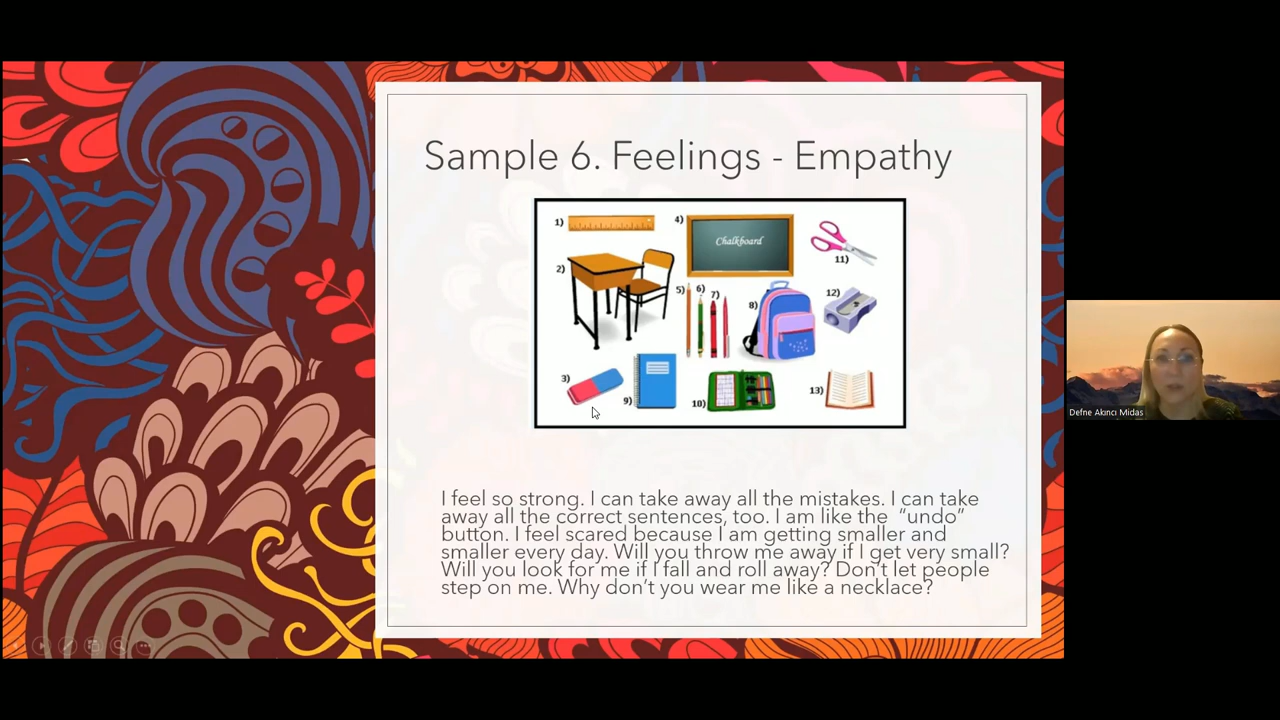 Sample 6. Feelings - Empathy
1)
4)
Chalkboard
11)
2)
5)
6)
7)
8)
12)
3)
9)
10)
13)
I feel so strong. I can take away all the mistakes. I can take
away all the correct sentences, too. I am like the “undo”
button. I feel scared because I am getting smaller and
smaller every day. Will you throw me away if I get very small?
Will you look for me if I fall and roll away? Don’t let people
step on me. Why don’t you wear me like a necklace?
Defne Akıncı Midas